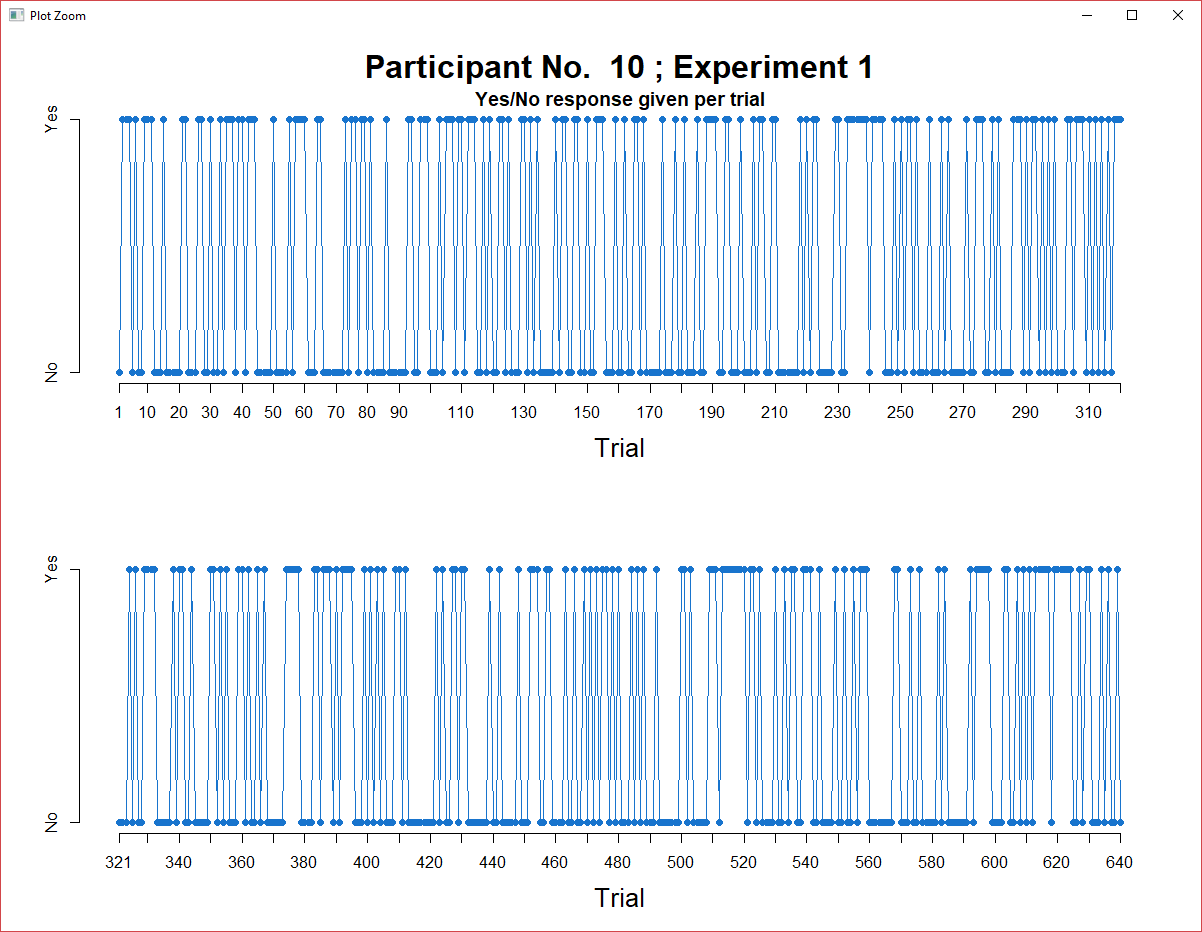 Plot Zoom
Participant No. 10 ; Experiment 1
Yes/No response given per trial
Yes
No
1 10 20 30 40 50 60 70 80 90 110 130 150 170 190 210 230 250 270 290 310
Trial
Yes
No
321 340 360 380 400 420 440 460 480 500 520 540 560 580 600 620 640
Trial